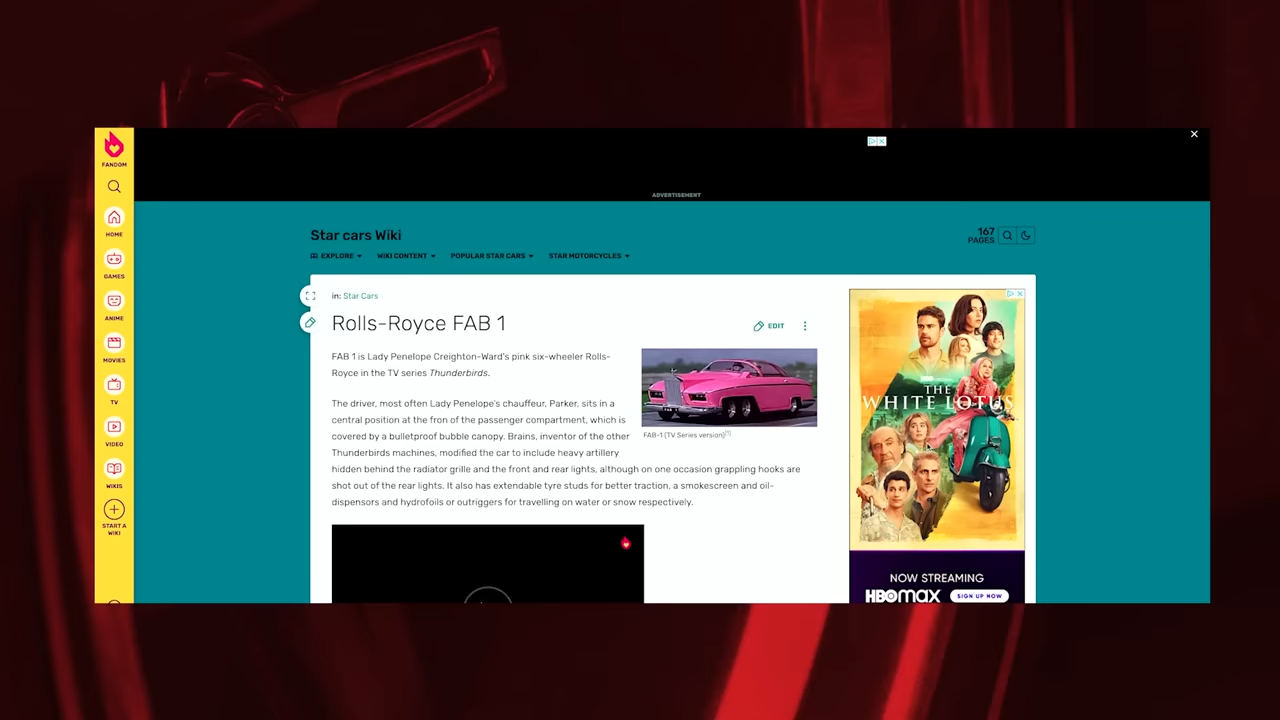 FANDOM
HOME
GAMES
ANIME
MOVIES
TV
VIDEO
WIKIS
START A
WIKI
ADVERTISEMENT
Star cars Wiki
167
PAGES
EXPLORE
WIKI CONTENT
POPULAR STAR CARS
STAR MOTORCYCLES
in: Star Cars
Rolls-Royce FAB 1
EDIT
FAB 1 is Lady Penelope Creighton-Ward's pink six-wheeler Rolls-
Royce in the TV series Thunderbirds.
The driver, most often Lady Penelope's chauffeur, Parker, sits in a
central position at the fron of the passenger compartment, which is
covered by a bulletproof bubble canopy. Brains, inventor of the other
Thunderbirds machines, modified the car to include heavy artillery
hidden behind the radiator grille and the front and rear lights, although on one occasion grappling hooks are
shot out of the rear lights. It also has extendable tyre studs for better traction, a smokescreen and oil-
dispensors and hydrofoils or outriggers for travelling on water or snow respectively.
FAB 1
FAB-1 (TV Series version)[1]
THE
WHITE LOTUS
NOW STREAMING
HBOMAX
SIGN UP NOW